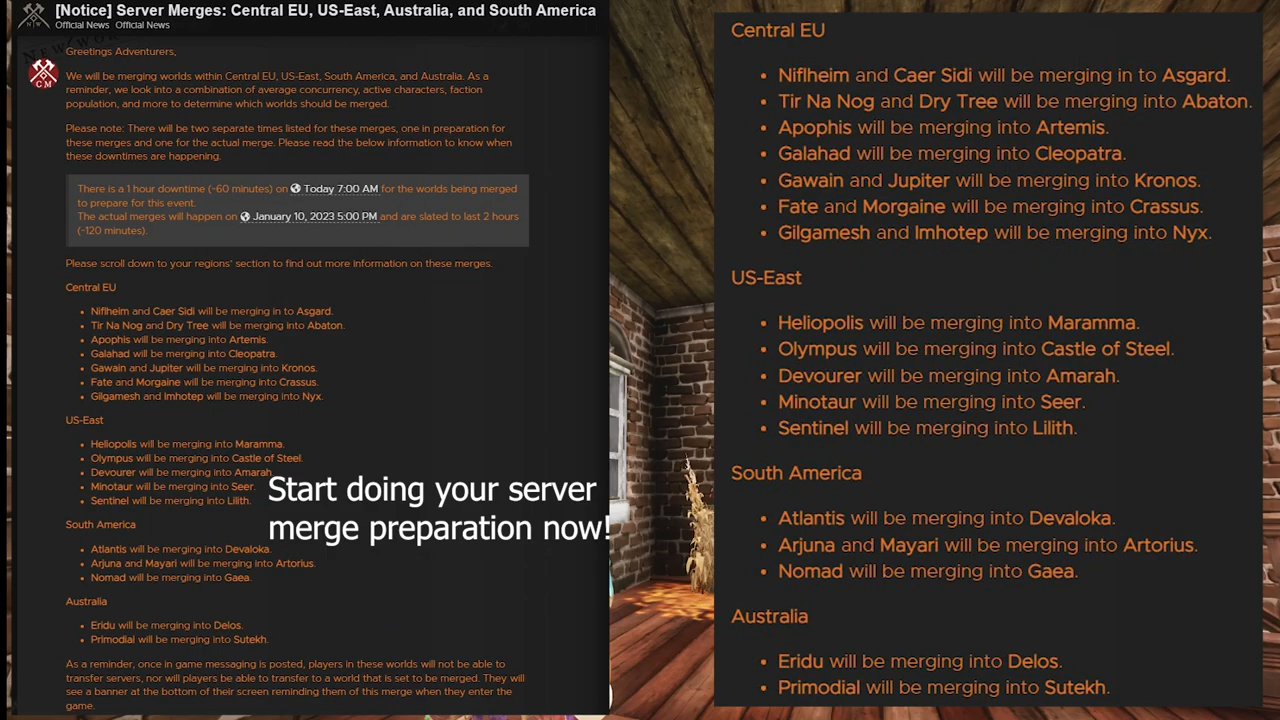 [Notice] Server Merges: Central EU, US-East, Australia, and South America
Official News Official News
Greetings Adventurers,
We will be merging worlds within Central EU, US-East, South America, and Australia. As a
reminder, we look into a combination of average concurrency, active characters, faction
population, and more to determine which worlds should be merged.
Please note: There will be two separate times listed for these merges, one in preparation for
these merges and one for the actual merge. Please read the below information to know when
these downtimes are happening.
There is a 1 hour downtime (~60 minutes) on Today 7:00 AM for the worlds being merged
to prepare for this event.
The actual merges will happen on January 10, 2023 5:00 PM and are slated to last 2 hours
(~120 minutes).
Please scroll down to your regions' section to find out more information on these merges.
Central EU
Niflheim and Caer Sidi will be merging in to Asgard.
Tir Na Nog and Dry Tree will be merging into Abaton.
Apophis will be merging into Artemis.
Galahad will be merging into Cleopatra.
Gawain and Jupiter will be merging into Kronos.
Fate and Morgaine will be merging into Crassus.
Gilgamesh and Imhotep will be merging into Nyx.
US-East
Heliopolis will be merging into Maramma.
Olympus will be merging into Castle of Steel.
Devourer will be merging into Amarah
Minotaur will be merging into Seer.
Sentinel will be merging into Lilith.
Start doing your server
merge preparation now!
South America
Atlantis will be merging into Devaloka.
Arjuna and Mayari will be merging into Artorius.
Nomad will be merging into Gaea.
Australia
Eridu will be merging into Delos.
Primodial will be merging into Sutekh.
As a reminder, once in game messaging is posted, players in these worlds will not be able to
transfer servers, nor will players be able to transfer to a world that is set to be merged. They will
see a banner at the bottom of their screen reminding them of this merge when they enter the
game.
Central EU
Niflheim and Caer Sidi will be merging in to Asgard.
Tir Na Nog and Dry Tree will be merging into Abaton.
Apophis will be merging into Artemis.
Galahad will be merging into Cleopatra.
Gawain and Jupiter will be merging into Kronos.
Fate and Morgaine will be merging into Crassus.
Gilgamesh and Imhotep will be merging into Nyx.
US-East
Heliopolis will be merging into Maramma.
Olympus will be merging into Castle of Steel.
Devourer will be merging into Amarah.
Minotaur will be merging into Seer.
Sentinel will be merging into Lilith.
South America
Atlantis will be merging into Devaloka.
Arjuna and Mayari will be merging into Artorius.
Nomad will be merging into Gaea.
Australia
Eridu will be merging into Delos.
Primodial will be merging into Sutekh.
CM